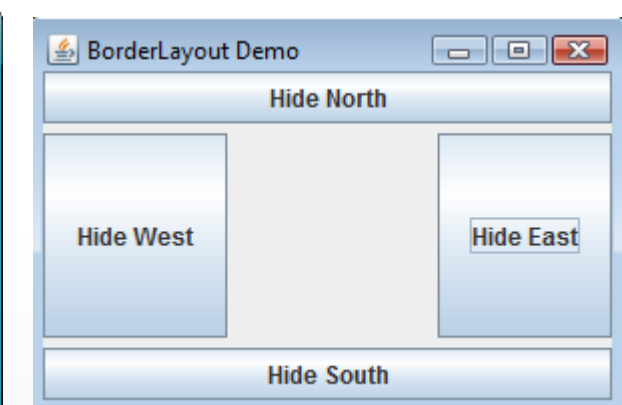 BorderLayout Demo
Hide North
Hide West
Hide East
Hide South